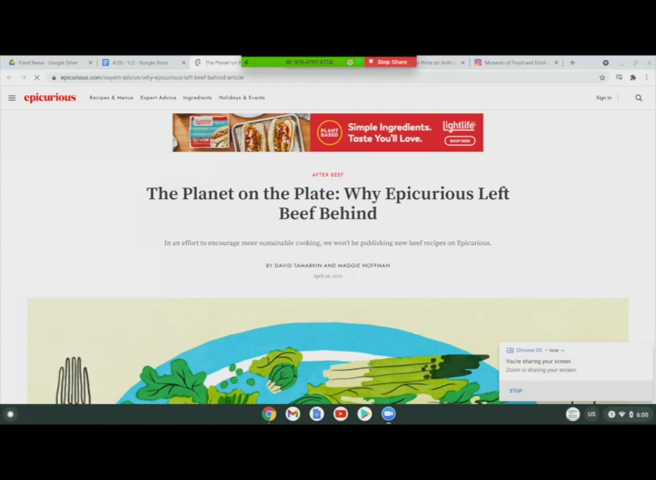 Food News - Google Drive
4/26 - 1/2 - Google Docs
The Planet on th
Stop Share
Museum of Food and Drink
epicurious.com/expert-advice/why-epicurious-left-beef-behind-article
epicurious
Recipes & Menus
Expert Advice
Ingredients
Holidays & Events
Sign In
PLANT BASED
Simple Ingredients.
Taste You'll Love.
lightlife
SHOP NOW
AFTER BEEF
The Planet on the Plate: Why Epicurious Left
Beef Behind
In an effort to encourage more sustainable cooking, we won't be publishing new beef recipes on Epicurious.
BY DAVID TAMARKIN AND MAGGIE HOFFMAN
Chrome OS • now
You're sharing your screen
Zoom is sharing your screen.
STOP
US
6:00